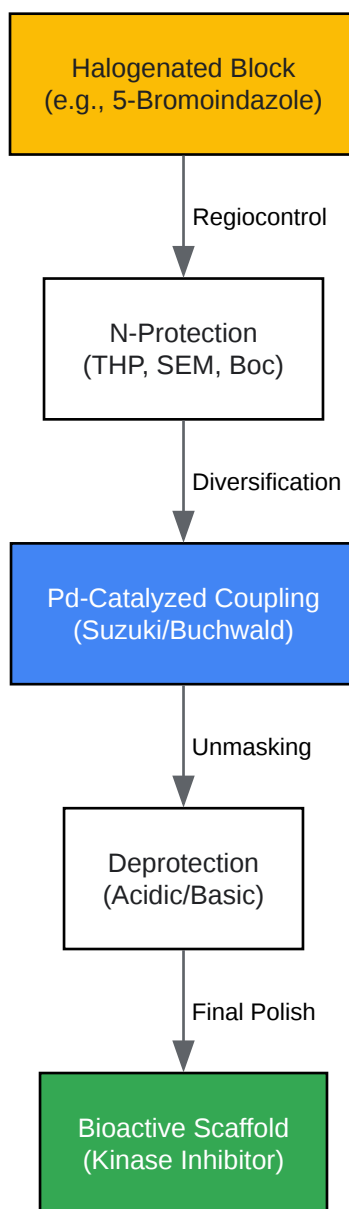 Halogenated Block
(e.g., 5-Bromoindazole)
Regiocontrol
N-Protection
(THP, SEM, Boc)
Diversification
Pd-Catalyzed Coupling
(Suzuki/Buchwald)
Unmasking
Deprotection
(Acidic/Basic)
Final Polish
Bioactive Scaffold
(Kinase Inhibitor)